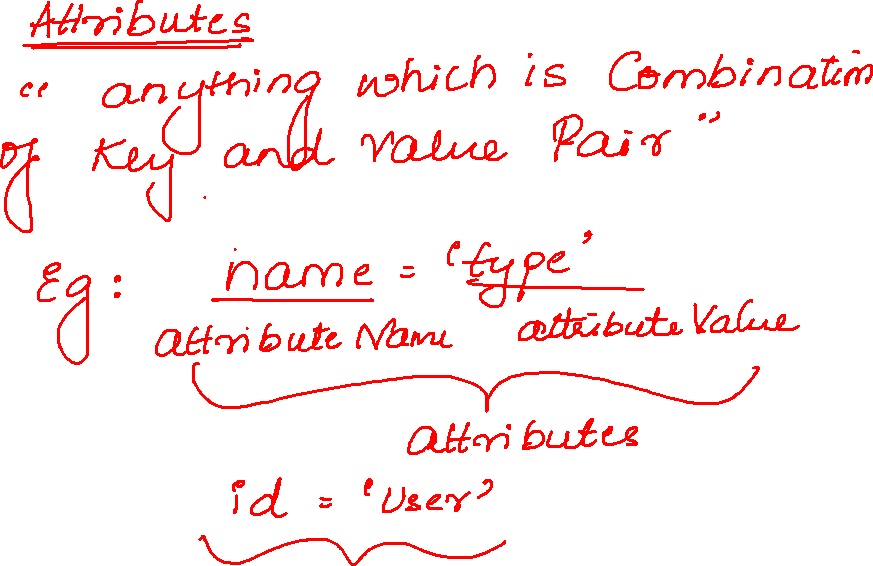 Attributes
" anything which is Combination
of Key and Value Pair "
Eg : name = 'type'
attribute Name attribute Value
attributes
id = 'User'